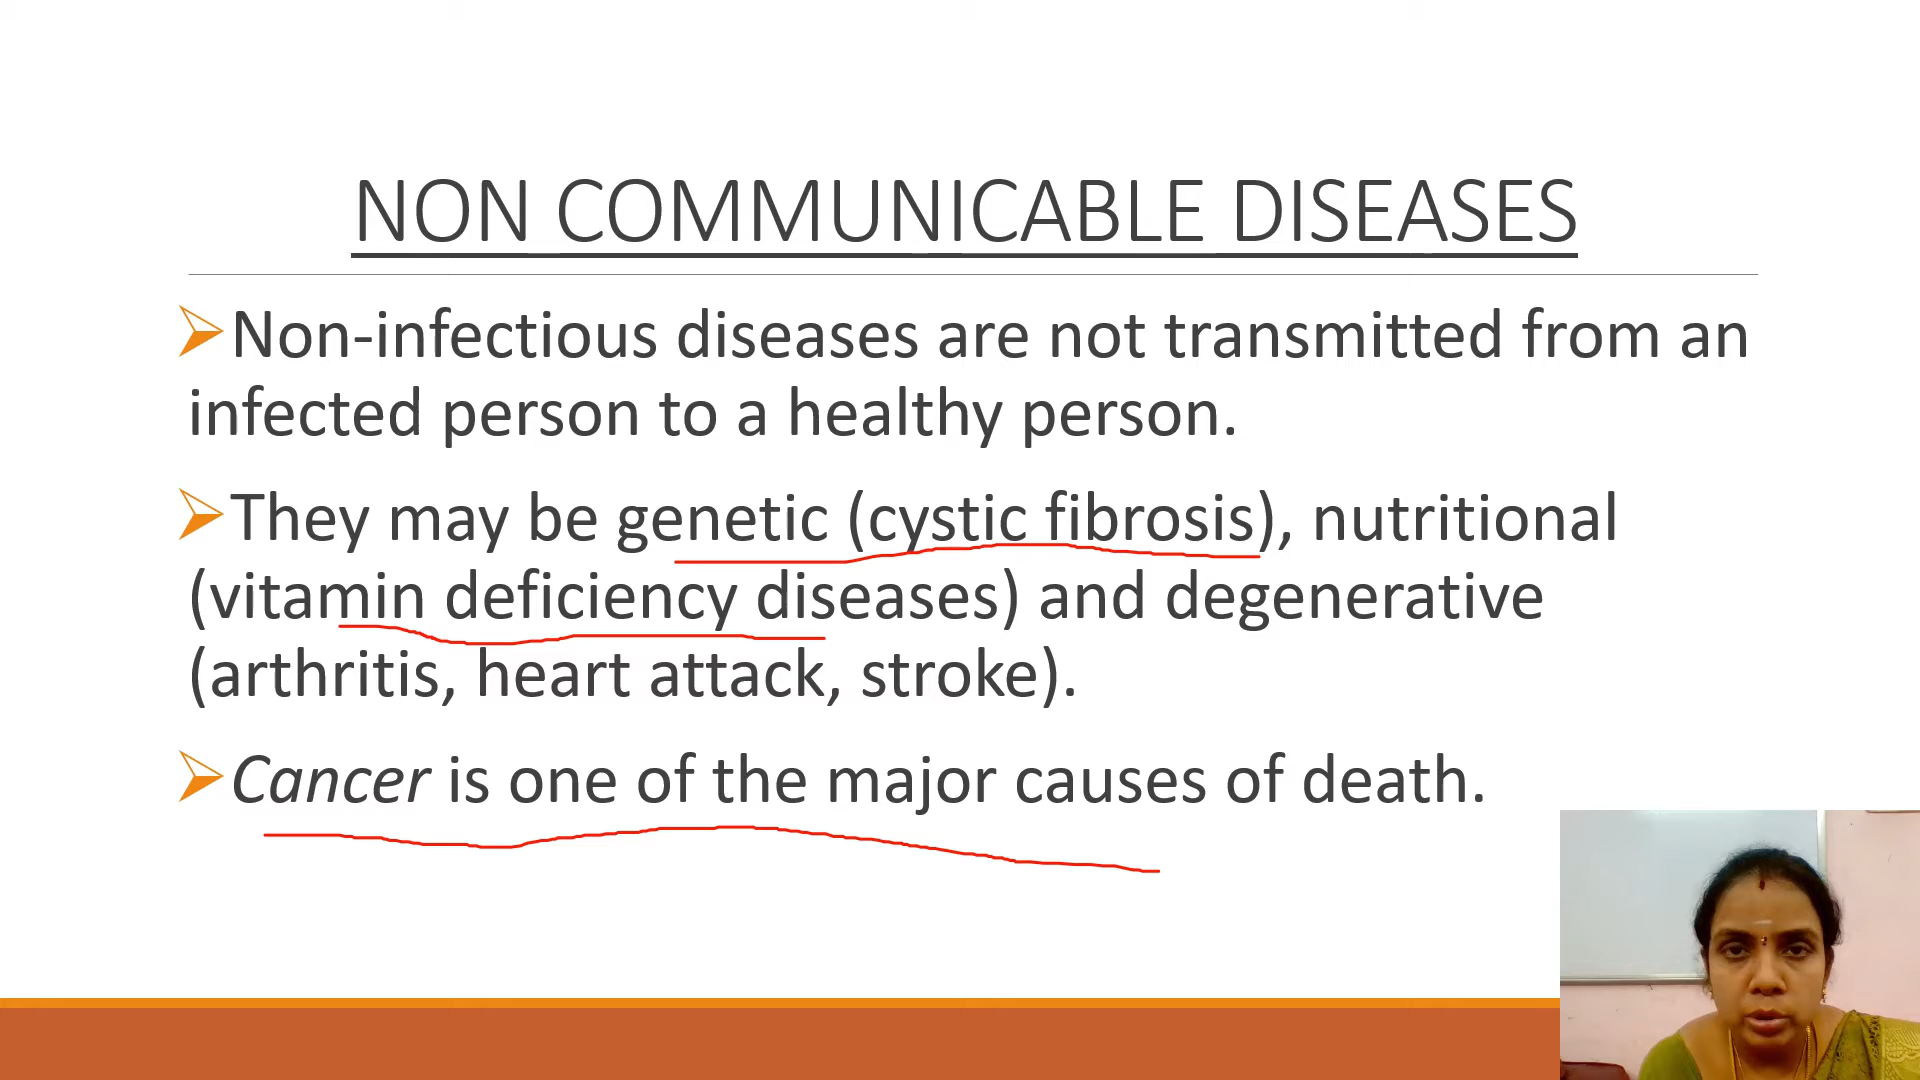 NON COMMUNICABLE DISEASES
Non-infectious diseases are not transmitted from an
infected person to a healthy person.
They may be genetic (cystic fibrosis), nutritional
(vitamin deficiency diseases) and degenerative
(arthritis, heart attack, stroke).
Cancer is one of the major causes of death.